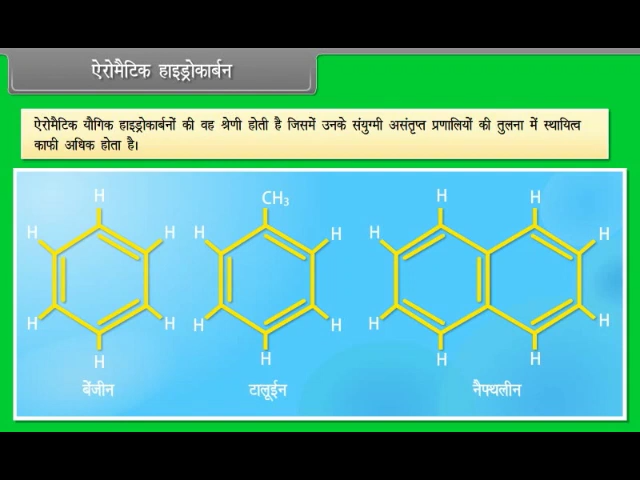 ऐरोमैटिक हाइड्रोकार्बन
ऐरोमैटिक यौगिक हाइड्रोकार्बनों की वह श्रेणी होती है जिसमें उनके संयुग्मी असंतृप्त प्रणालियों की तुलना में स्थायित्व
काफी अधिक होता है।
H CH₃ H H
H H H H H H
H H H H H H
H H H H
बेंजीन टालूईन नैफ्थलीन